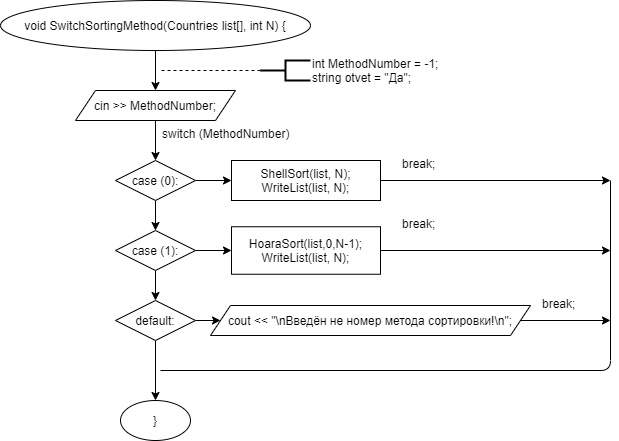 void SwitchSortingMethod(Countries list[], int N) {
int MethodNumber = -1;
string otvet = "Да";
cin >> MethodNumber;
switch (MethodNumber)
case (0):
ShellSort(list, N);
WriteList(list, N);
break;
case (1):
HoaraSort(list,0,N-1);
WriteList(list, N);
break;
default:
cout << "\nВведён не номер метода сортировки!\n";
break;
}